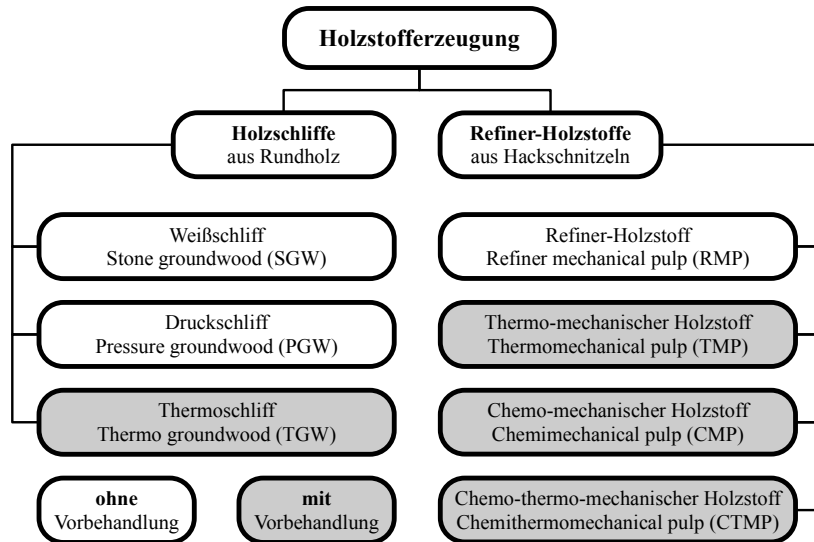 Holzstofferzeugung
Holzschliffe
aus Rundholz
Refiner-Holzstoffe
aus Hackschnitzeln
Weißschliff
Stone groundwood (SGW)
Refiner-Holzstoff
Refiner mechanical pulp (RMP)
Druckschliff
Pressure groundwood (PGW)
Thermo-mechanischer Holzstoff
Thermomechanical pulp (TMP)
Thermoschliff
Thermo groundwood (TGW)
Chemo-mechanischer Holzstoff
Chemimechanical pulp (CMP)
ohne
Vorbehandlung
mit
Vorbehandlung
Chemo-thermo-mechanischer Holzstoff
Chemithermomechanical pulp (CTMP)